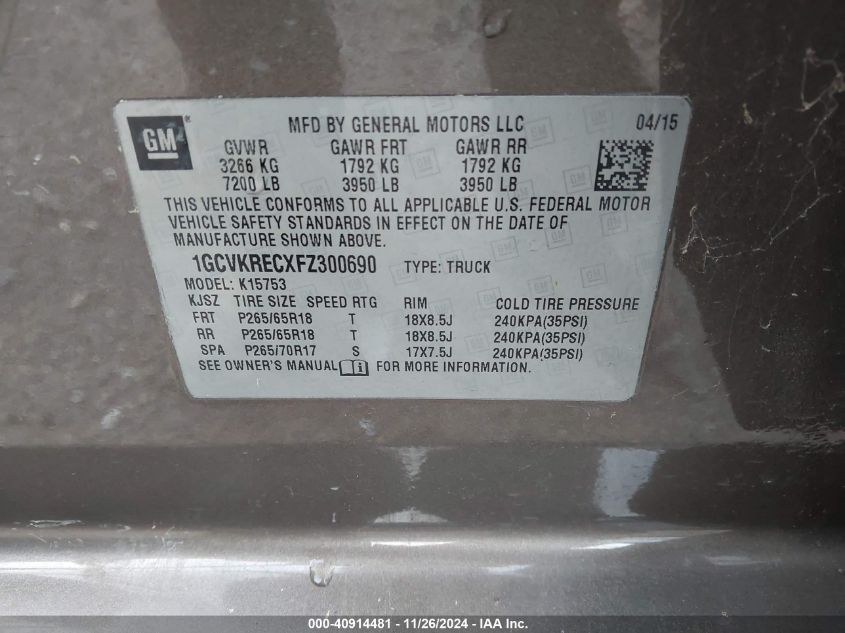 GM ®
MFD BY GENERAL MOTORS LLC 04/15
GVWR GAWR FRT GAWR RR
3266 KG 1792 KG 1792 KG
7200 LB 3950 LB 3950 LB
THIS VEHICLE CONFORMS TO ALL APPLICABLE U.S. FEDERAL MOTOR
VEHICLE SAFETY STANDARDS IN EFFECT ON THE DATE OF
MANUFACTURE SHOWN ABOVE.
1GCVKRECXFZ300690 TYPE: TRUCK
MODEL: K15753
KJSZ TIRE SIZE SPEED RTG RIM COLD TIRE PRESSURE
FRT P265/65R18 T 18X8.5J 240KPA(35PSI)
RR P265/65R18 T 18X8.5J 240KPA(35PSI)
SPA P265/70R17 S 17X7.5J 240KPA(35PSI)
SEE OWNER'S MANUAL FOR MORE INFORMATION.
000-40914481 - 11/26/2024 - IAA Inc.